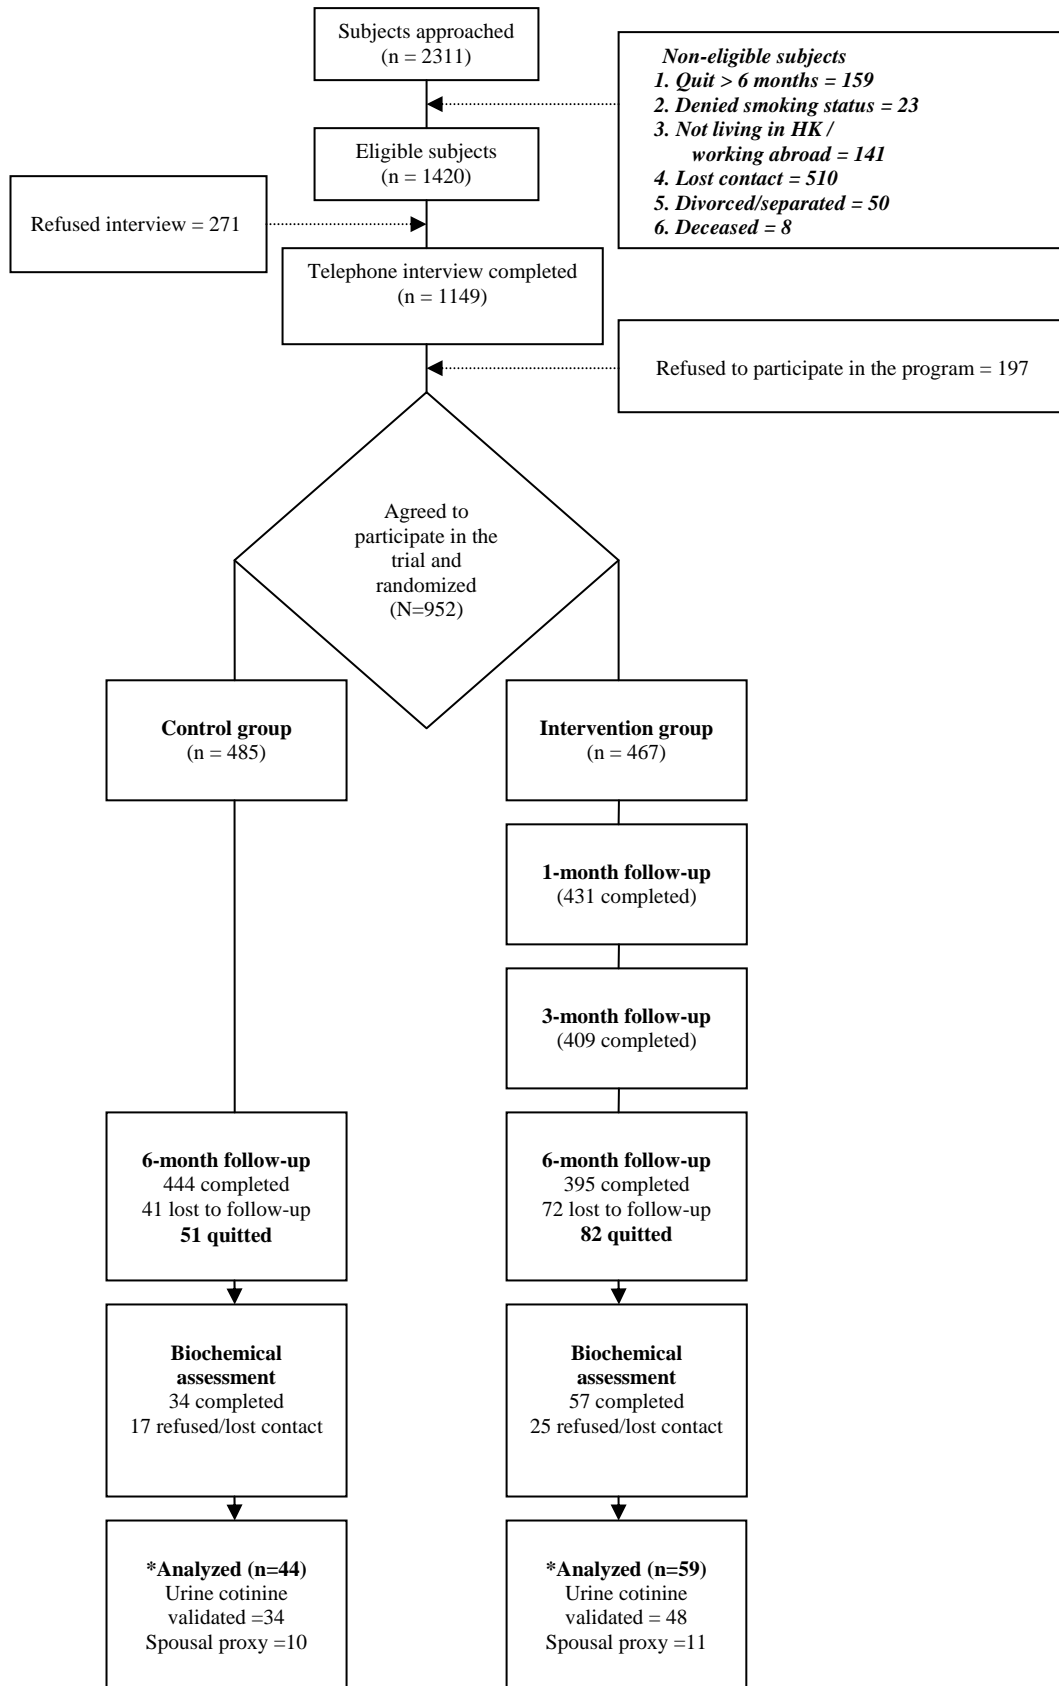 Subjects approached
(n = 2311)
Non-eligible subjects
1. Quit > 6 months = 159
2. Denied smoking status = 23
3. Not living in HK /
working abroad = 141
4. Lost contact = 510
5. Divorced/separated = 50
6. Deceased = 8
Eligible subjects
(n = 1420)
Refused interview = 271
Telephone interview completed
(n = 1149)
Refused to participate in the program = 197
Agreed to
participate in the
trial and
randomized
(N=952)
Control group
(n = 485)
Intervention group
(n = 467)
1-month follow-up
(431 completed)
3-month follow-up
(409 completed)
6-month follow-up
444 completed
41 lost to follow-up
51 quitted
6-month follow-up
395 completed
72 lost to follow-up
82 quitted
Biochemical
assessment
34 completed
17 refused/lost contact
Biochemical
assessment
57 completed
25 refused/lost contact
*Analyzed (n=44)
Urine cotinine
validated =34
Spousal proxy =10
*Analyzed (n=59)
Urine cotinine
validated = 48
Spousal proxy =11